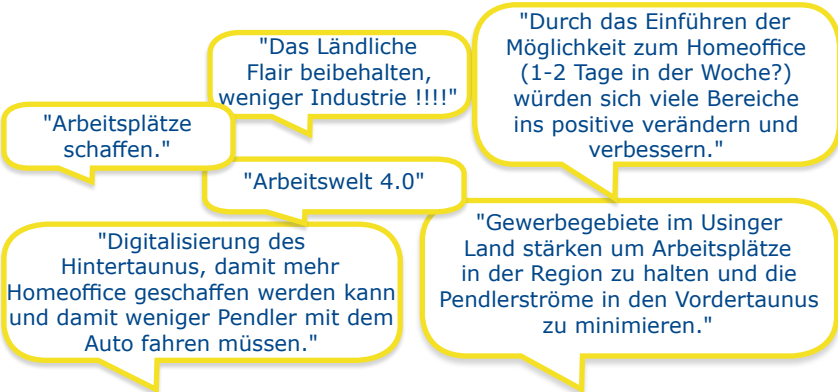 "Das Ländliche
Flair beibehalten,
weniger Industrie !!!!"
"Durch das Einführen der
Möglichkeit zum Homeoffice
(1-2 Tage in der Woche?)
würden sich viele Bereiche
ins positive verändern und
verbessern."
"Arbeitsplätze
schaffen."
"Arbeitswelt 4.0"
"Digitalisierung des
Hintertaunus, damit mehr
Homeoffice geschaffen werden kann
und damit weniger Pendler mit dem
Auto fahren müssen."
"Gewerbegebiete im Usinger
Land stärken um Arbeitsplätze
in der Region zu halten und die
Pendlerströme in den Vordertaunus
zu minimieren."